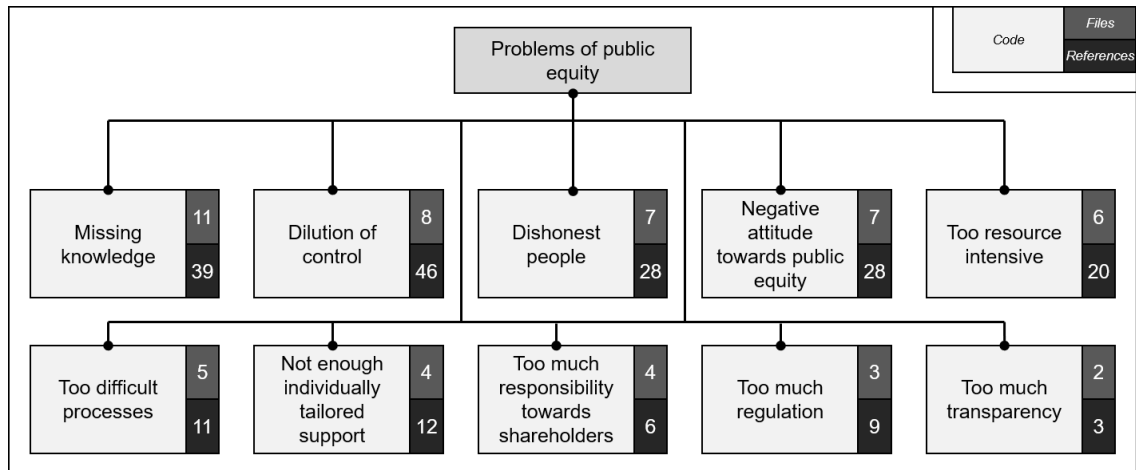 Problems of public
equity
Code
Files
References
Missing
knowledge
11
39
Dilution of
control
8
46
Dishonest
people
7
28
Negative
attitude
towards public
equity
7
28
Too resource
intensive
6
20
Too difficult
processes
5
11
Not enough
individually
tailored
support
4
12
Too much
responsibility
towards
shareholders
4
6
Too much
regulation
3
9
Too much
transparency
2
3